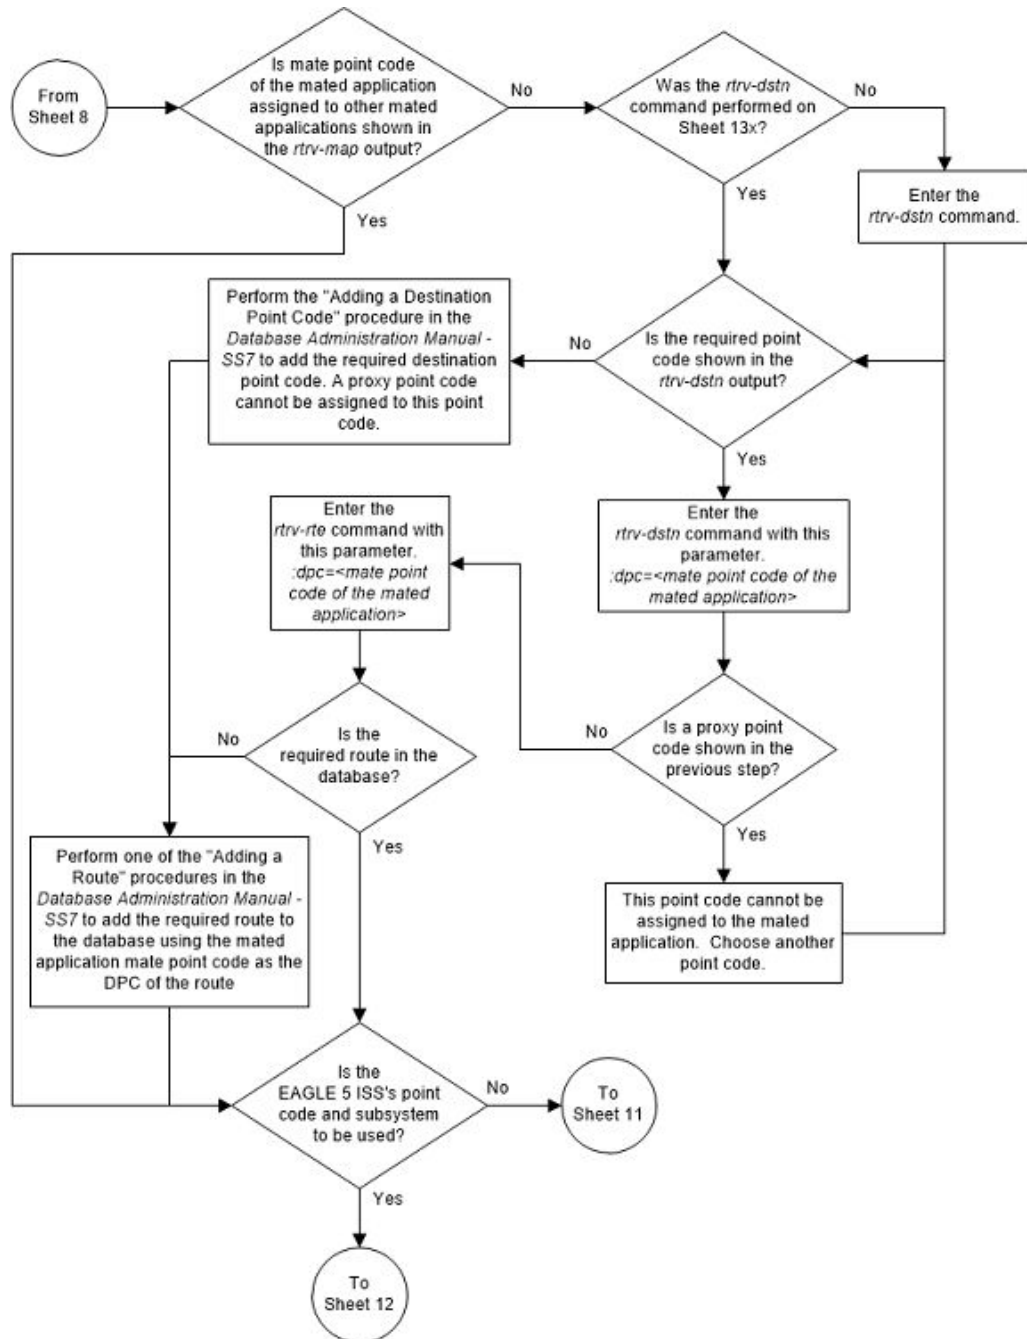 From
Sheet 8
Is mate point code
of the mated application
assigned to other mated
appalications shown in
the rtrv-map output?
No
Yes
Was the rtrv-dstn
command performed on
Sheet 13x?
No
Yes
Enter the
rtrv-dstn command.
Perform the "Adding a Destination
Point Code" procedure in the
Database Administration Manual -
SS7 to add the required destination
point code. A proxy point code
cannot be assigned to this point
code.
No
Is the required point
code shown in the
rtrv-dstn output?
Yes
Enter the
rtrv-rte command with
this parameter.
:dpc=<mate point
code of the mated
application>
Enter the
rtrv-dstn command with this
parameter.
:dpc=<mate point code of the
mated application>
No
Is the
required route in the
database?
Yes
No
Is a proxy point
code shown in the
previous step?
Yes
Perform one of the "Adding a
Route" procedures in the
Database Administration Manual -
SS7 to add the required route to
the database using the mated
application mate point code as the
DPC of the route
This point code cannot be
assigned to the mated
application. Choose another
point code.
Is the
EAGLE 5 ISS's point
code and subsystem
to be used?
No
To
Sheet 11
Yes
To
Sheet 12